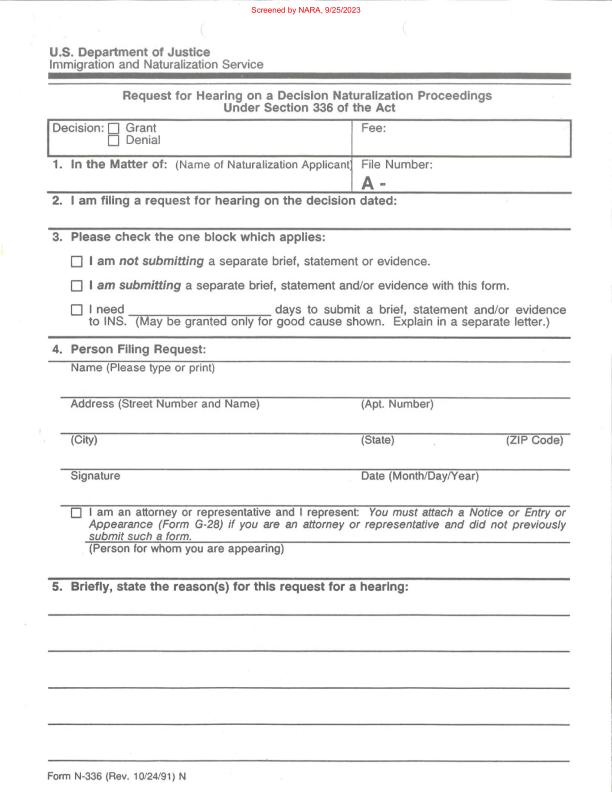 Screened by NARA, 9/25/2023
U.S. Department of Justice
Immigration and Naturalization Service
Request for Hearing on a Decision Naturalization Proceedings
Under Section 336 of the Act
Decision: Grant
Denial
Fee:
1. In the Matter of: (Name of Naturalization Applicant)
File Number:
A -
2. I am filing a request for hearing on the decision dated:
3. Please check the one block which applies:
I am not submitting a separate brief, statement or evidence.
I am submitting a separate brief, statement and/or evidence with this form.
I need ____________________ days to submit a brief, statement and/or evidence
to INS. (May be granted only for good cause shown. Explain in a separate letter.)
4. Person Filing Request:
Name (Please type or print)
Address (Street Number and Name) (Apt. Number)
(City) (State) (ZIP Code)
Signature Date (Month/Day/Year)
I am an attorney or representative and I represent: You must attach a Notice or Entry or
Appearance (Form G-28) if you are an attorney or representative and did not previously
submit such a form.
(Person for whom you are appearing)
5. Briefly, state the reason(s) for this request for a hearing:
Form N-336 (Rev. 10/24/91) N